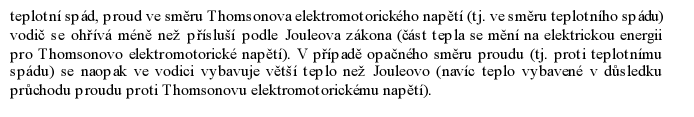 teplotní spád, proud ve směru Thomsonova elektromotorického napětí (tj. ve směru teplotního spádu)
vodič se ohřívá méně než přísluší podle Jouleova zákona (část tepla se mění na elektrickou energii
pro Thomsonovo elektromotorické napětí). V případě opačného směru proudu (tj. proti teplotnímu
spádu) se naopak ve vodici vybavuje větší teplo než Jouleovo (navíc teplo vybavené v důsledku
průchodu proudu proti Thomsonovu elektromotorickému napětí).